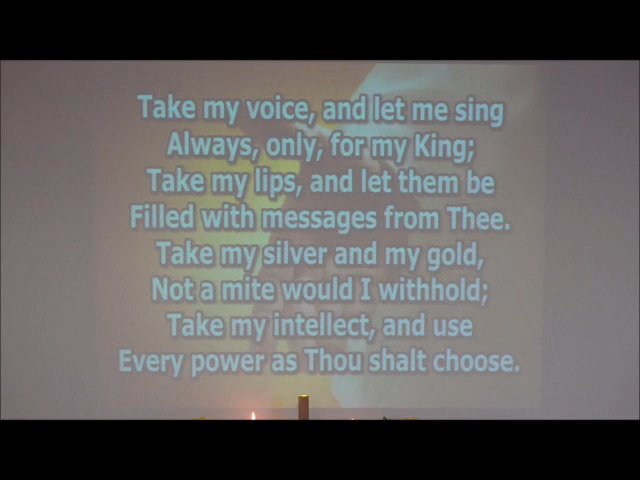 Take my voice, and let me sing
Always, only, for my King;
Take my lips, and let them be
Filled with messages from Thee.
Take my silver and my gold,
Not a mite would I withhold;
Take my intellect, and use
Every power as Thou shalt choose.